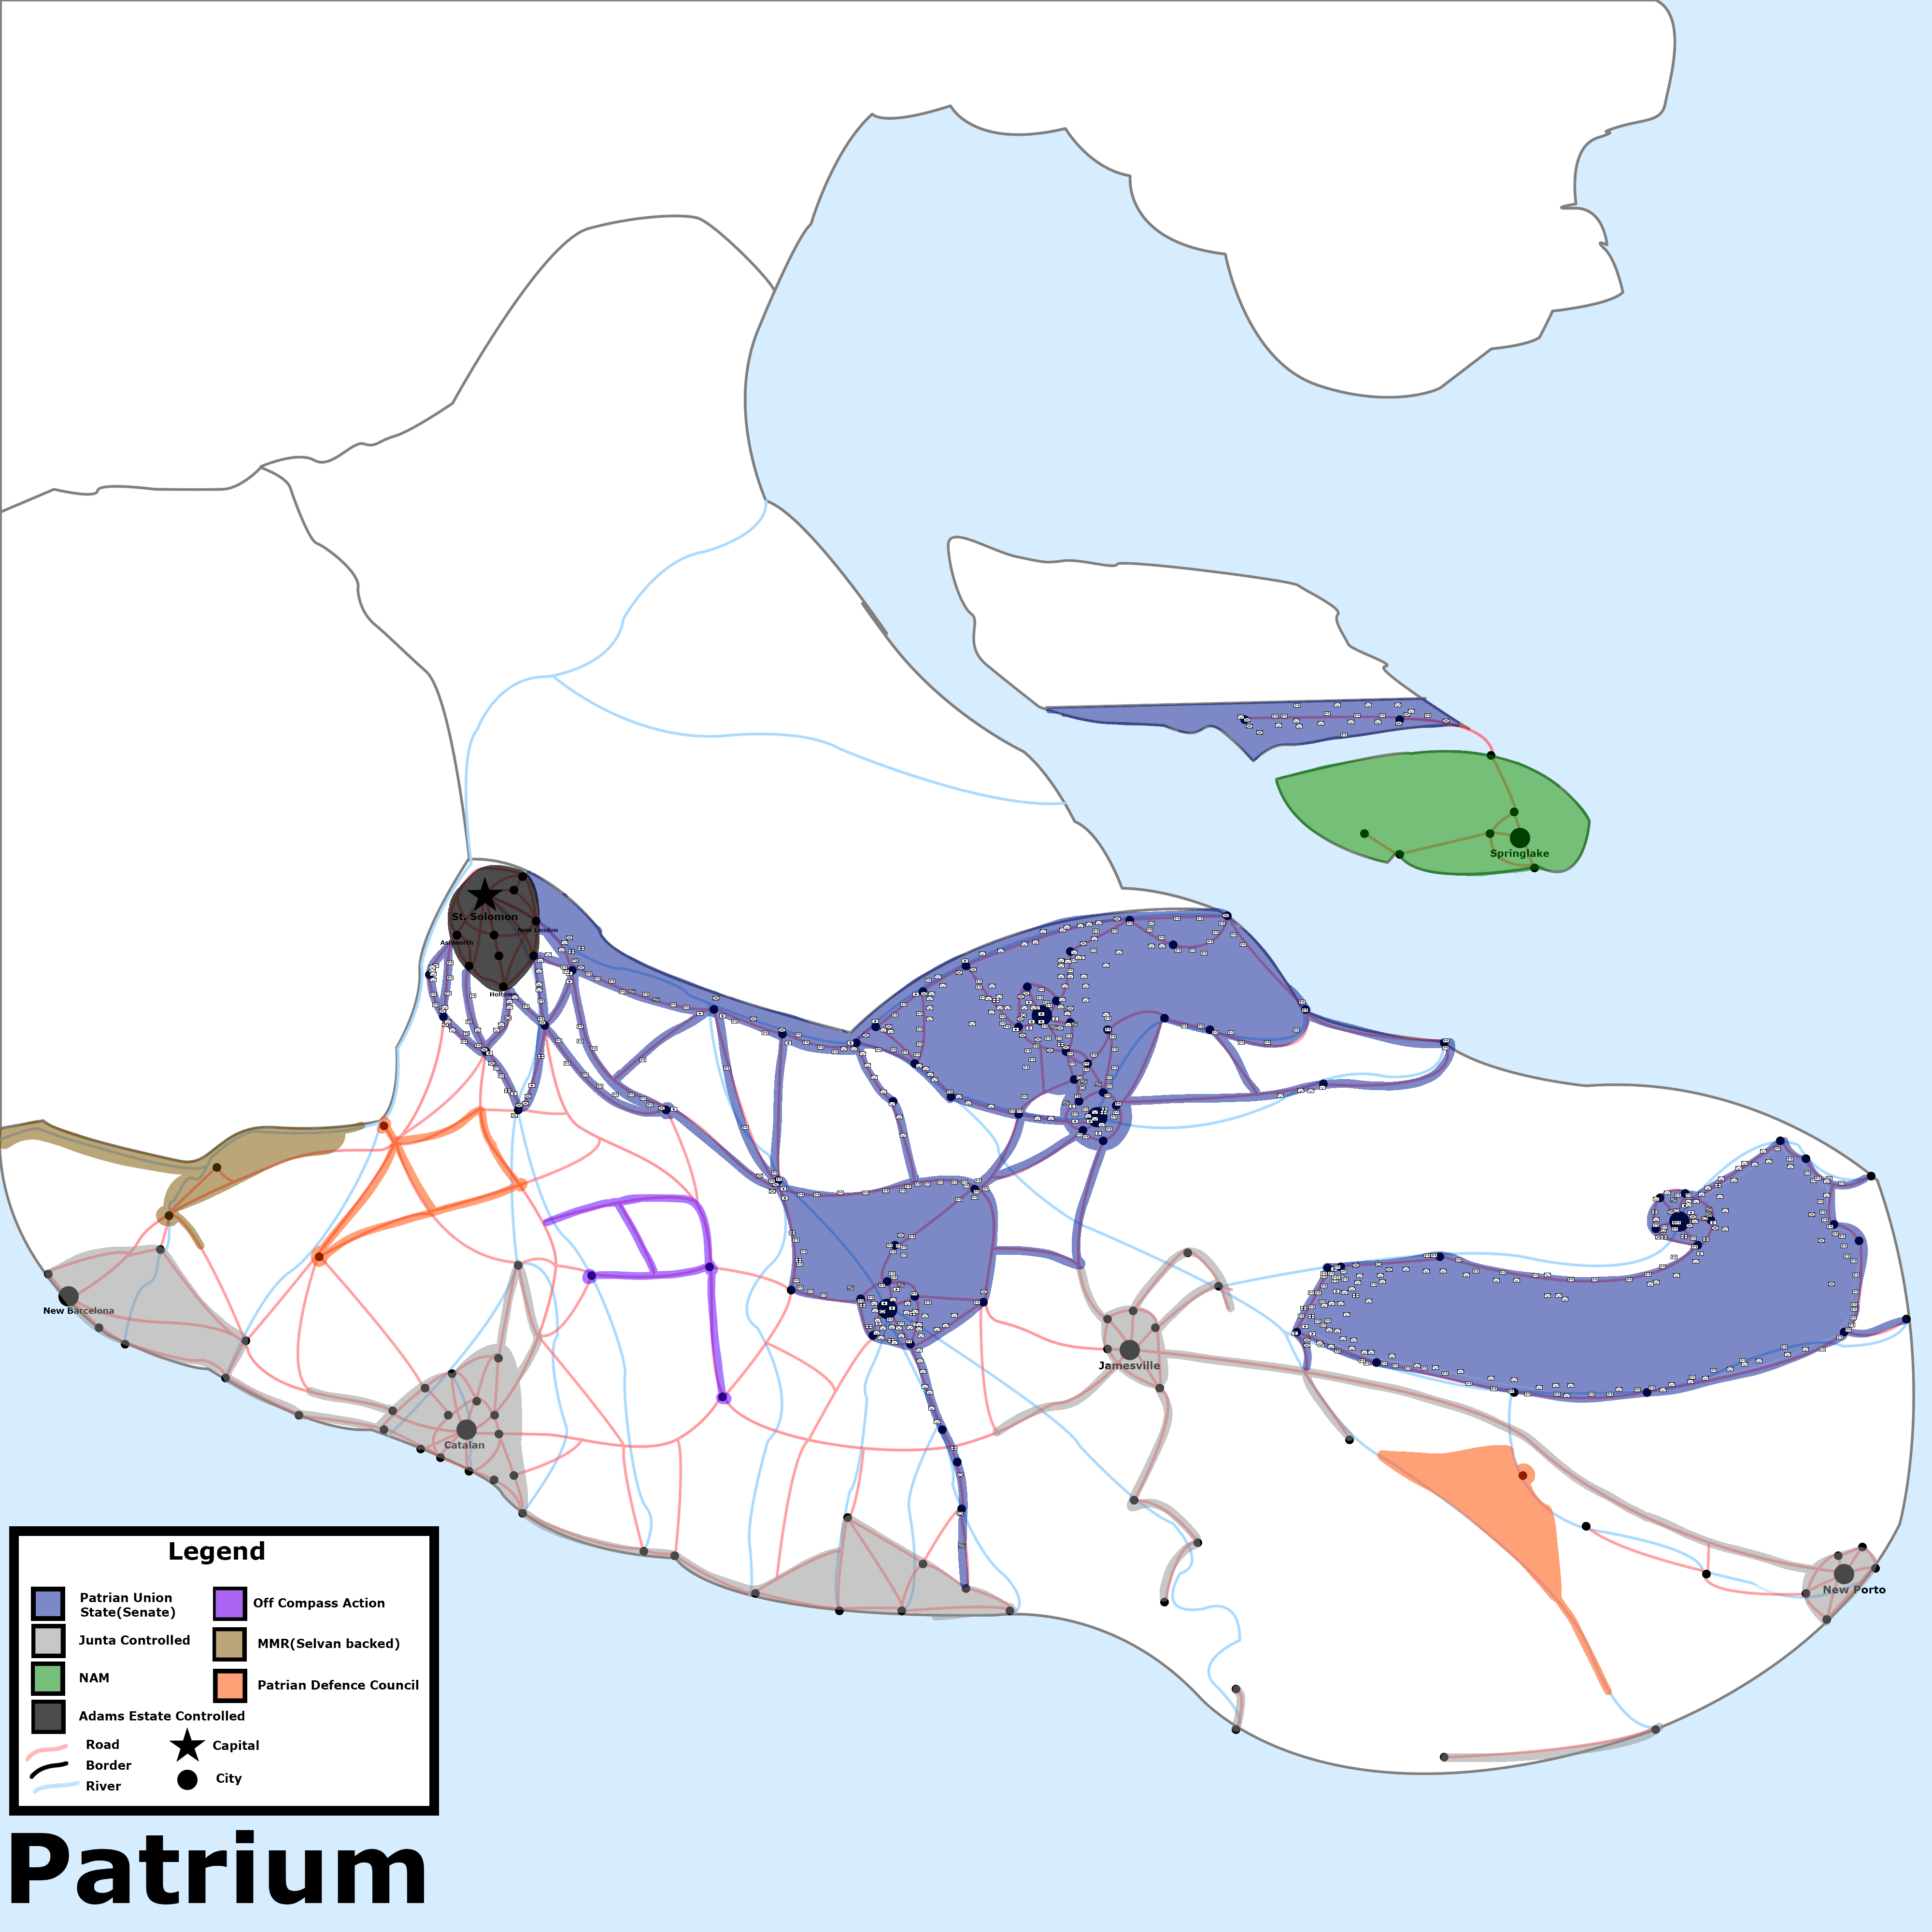 St. Solomon
New London
Ashworth
Springlake
New Barcelona
Jamesville
Catalan
New Porto
Legend
Patrian Union
State(Senate)
Off Compass Action
Junta Controlled
MMR(Selvan backed)
NAM
Patrian Defence Council
Adams Estate Controlled
Road
Capital
Border
City
River
Patrium